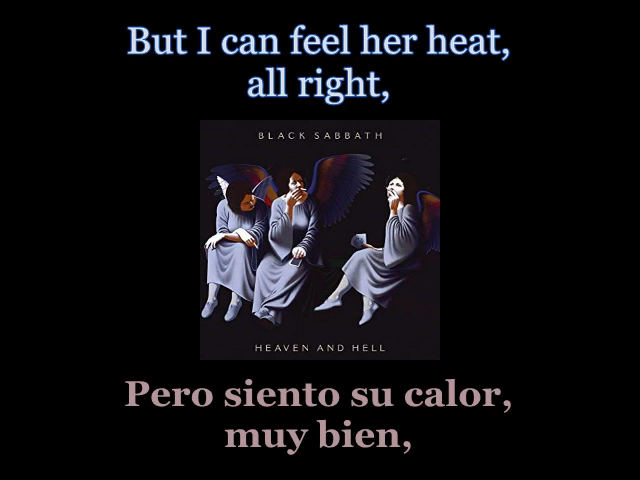 But I can feel her heat,
all right,
BLACK SABBATH
HEAVEN AND HELL
Pero siento su calor,
muy bien,